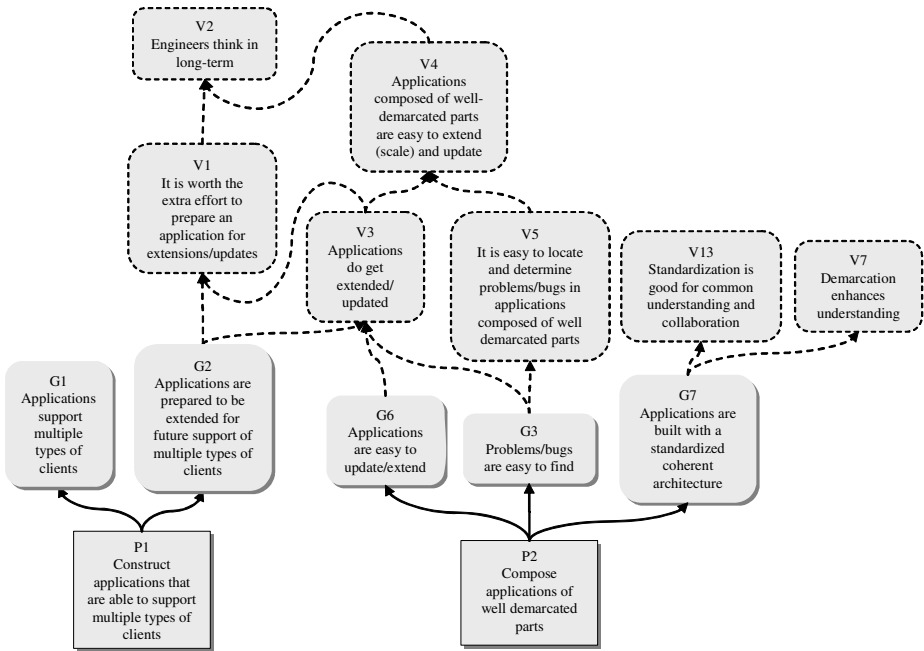 V2
Engineers think in
long-term
V4
Applications
composed of well-
demarcated parts
are easy to extend
(scale) and update
V1
It is worth the
extra effort to
prepare an
application for
extensions/updates
V3
Applications
do get
extended/
updated
V5
It is easy to locate
and determine
problems/bugs in
applications
composed of well
demarcated parts
V13
Standardization is
good for common
understanding and
collaboration
V7
Demarcation
enhances
understanding
G1
Applications
support
multiple
types of
clients
G2
Applications are
prepared to be
extended for
future support of
multiple types of
clients
G6
Applications
are easy to
update/extend
G3
Problems/bugs
are easy to find
G7
Applications are
built with a
standardized
coherent
architecture
P1
Construct
applications that
are able to support
multiple types of
clients
P2
Compose
applications of
well demarcated
parts